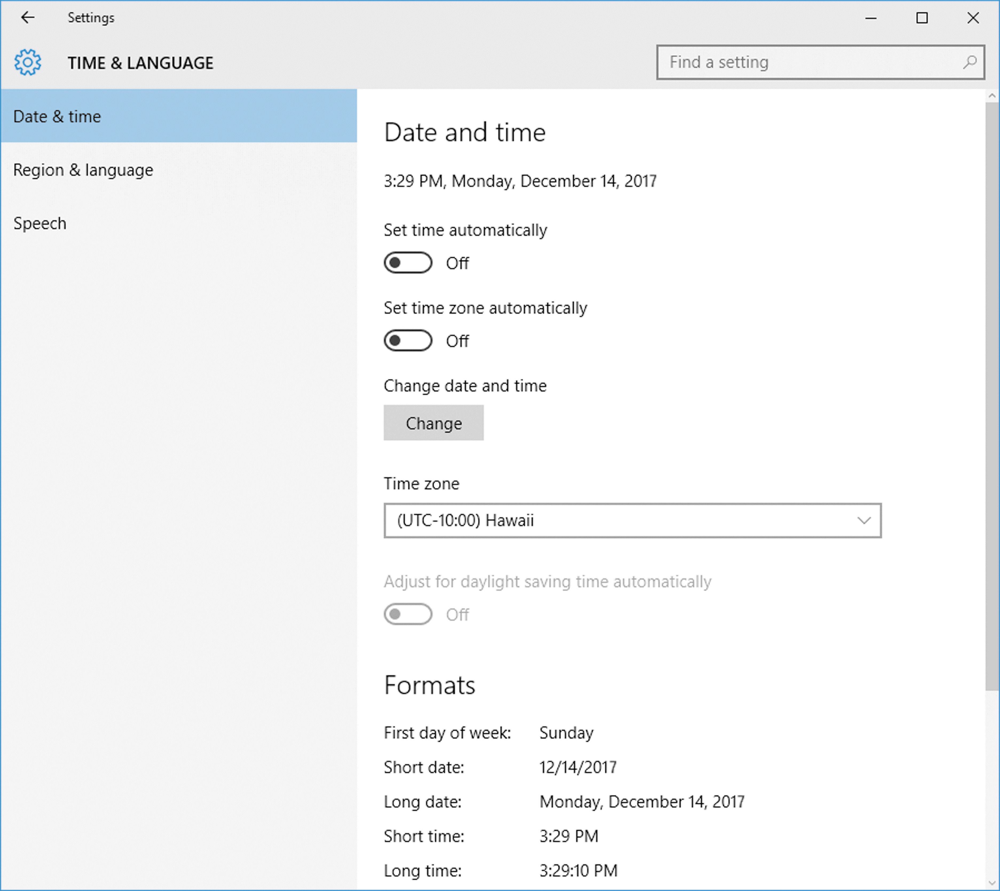 Settings
TIME & LANGUAGE
Find a setting
Date & time
Region & language
Speech
Date and time
3:29 PM, Monday, December 14, 2017
Set time automatically
Off
Set time zone automatically
Off
Change date and time
Change
Time zone
(UTC-10:00) Hawaii
Adjust for daylight saving time automatically
Off
Formats
First day of week: Sunday
Short date: 12/14/2017
Long date: Monday, December 14, 2017
Short time: 3:29 PM
Long time: 3:29:10 PM